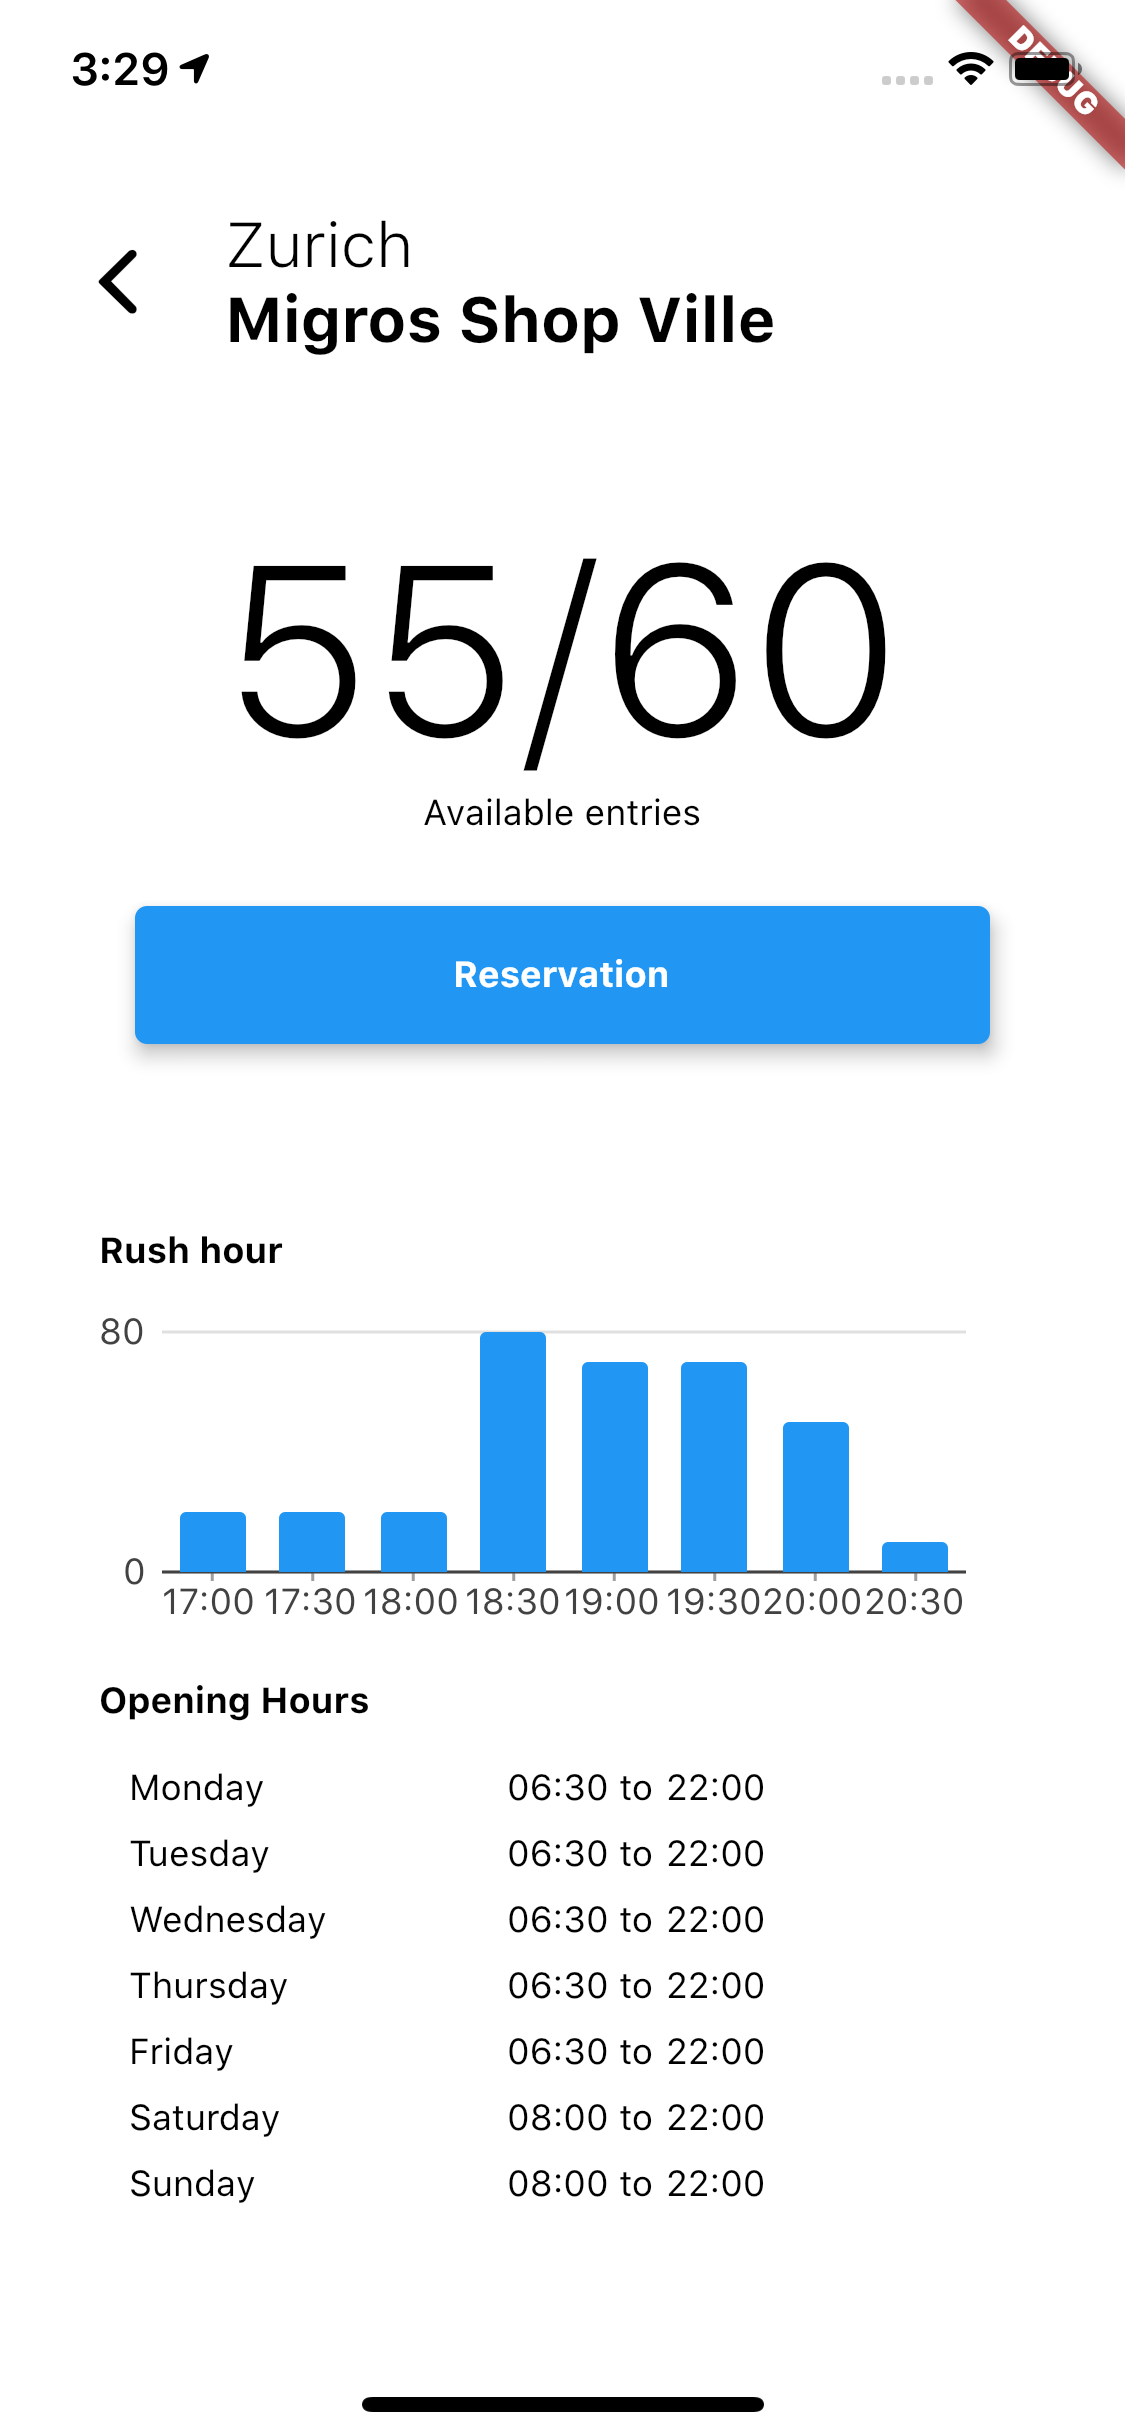 3:29
DEBUG
Zurich
Migros Shop Ville
55/60
Available entries
Reservation
Rush hour
80
0
17:00 17:30 18:00 18:30 19:00 19:30 20:00 20:30
Opening Hours
Monday 06:30 to 22:00
Tuesday 06:30 to 22:00
Wednesday 06:30 to 22:00
Thursday 06:30 to 22:00
Friday 06:30 to 22:00
Saturday 08:00 to 22:00
Sunday 08:00 to 22:00